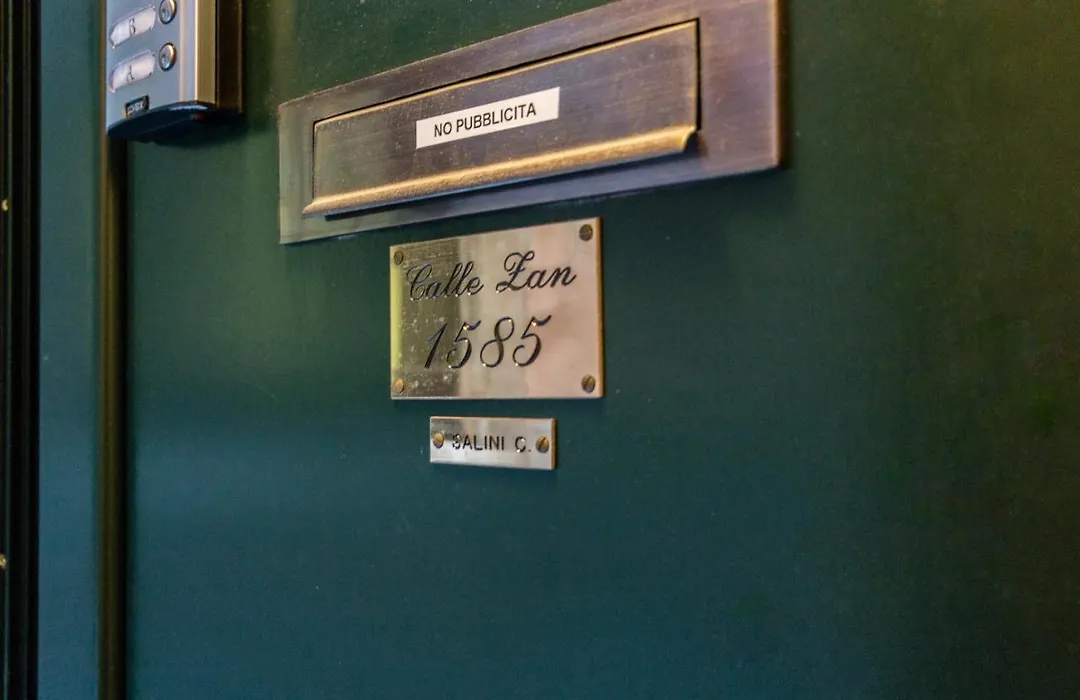 B
A
NO PUBBLICITA
Calle Zan
1585
SALINI C.